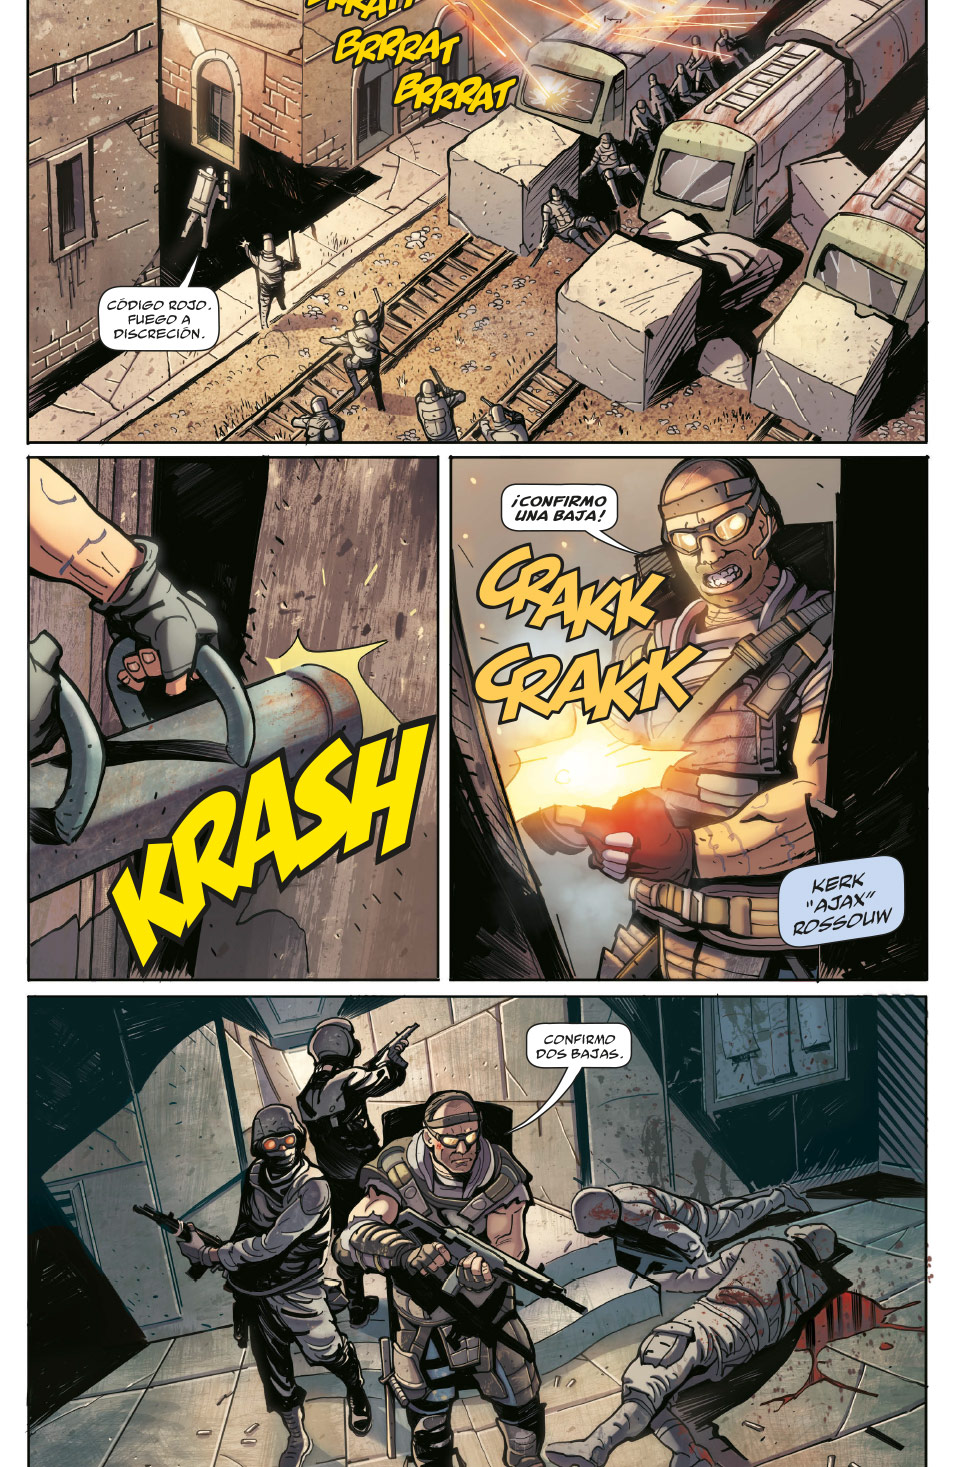 BRRRAT
BRRRAT
BRRRAT
CÓDIGO ROJO.
FUEGO A
DISCRECIÓN.
KRASH
¡CONFIRMO
UNA BAJA!
CRAKK
CRAKK
KERK
"AJAX"
ROSSOUW
CONFIRMO
DOS BAJAS.